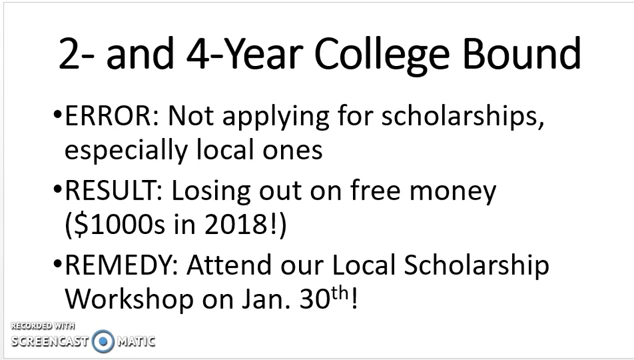 2- and 4-Year College Bound
•ERROR: Not applying for scholarships,
especially local ones
•RESULT: Losing out on free money
($1000s in 2018!)
•REMEDY: Attend our Local Scholarship
Workshop on Jan. 30th!
RECORDED WITH
SCREENCAST MATIC